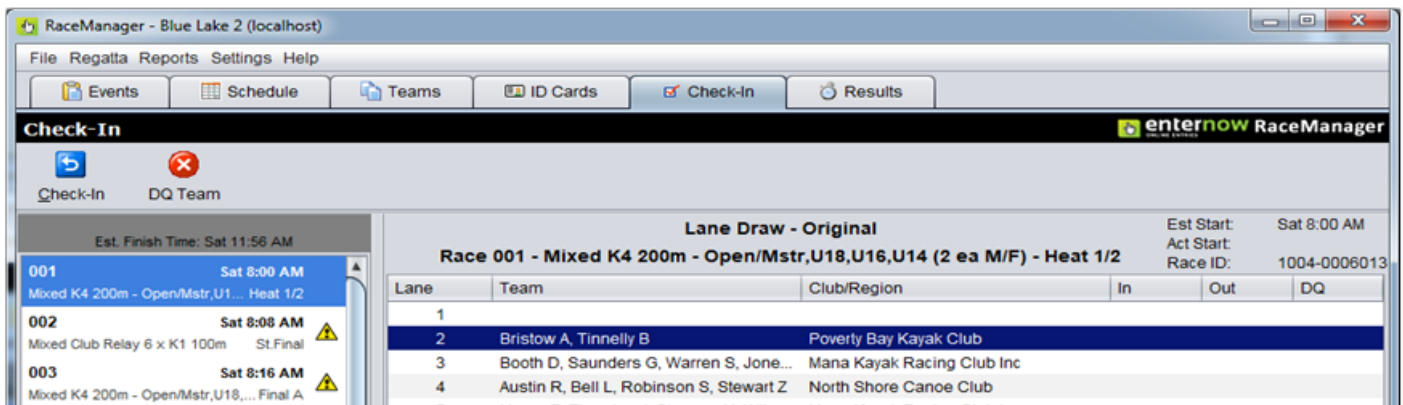 RaceManager - Blue Lake 2 (localhost)
File Regatta Reports Settings Help
Events Schedule Teams ID Cards Check-In Results
Check-In
enternow RaceManager
ONLINE ENTRIES
Check-In DQ Team
Est. Finish Time: Sat 11:56 AM
001 Sat 8:00 AM
Mixed K4 200m - Open/Mstr,U1... Heat 1/2
002 Sat 8:08 AM
Mixed Club Relay 6 x K1 100m St.Final
003 Sat 8:16 AM
Mixed K4 200m - Open/Mstr,U18,... Final A
Lane Draw - Original
Race 001 - Mixed K4 200m - Open/Mstr,U18,U16,U14 (2 ea M/F) - Heat 1/2
Est Start: Sat 8:00 AM
Act Start:
Race ID: 1004-0006013
Lane Team Club/Region In Out DQ
1
2 Bristow A, Tinnelly B Poverty Bay Kayak Club
3 Booth D, Saunders G, Warren S, Jone... Mana Kayak Racing Club Inc
4 Austin R, Bell L, Robinson S, Stewart Z North Shore Canoe Club